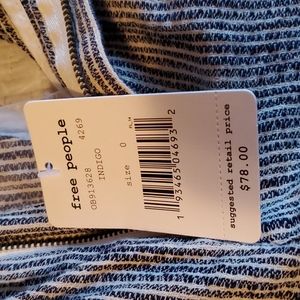 free people
4269
OB913628
INDIGO
size 0
1 93465 04693 2
suggested retail price
$78.00